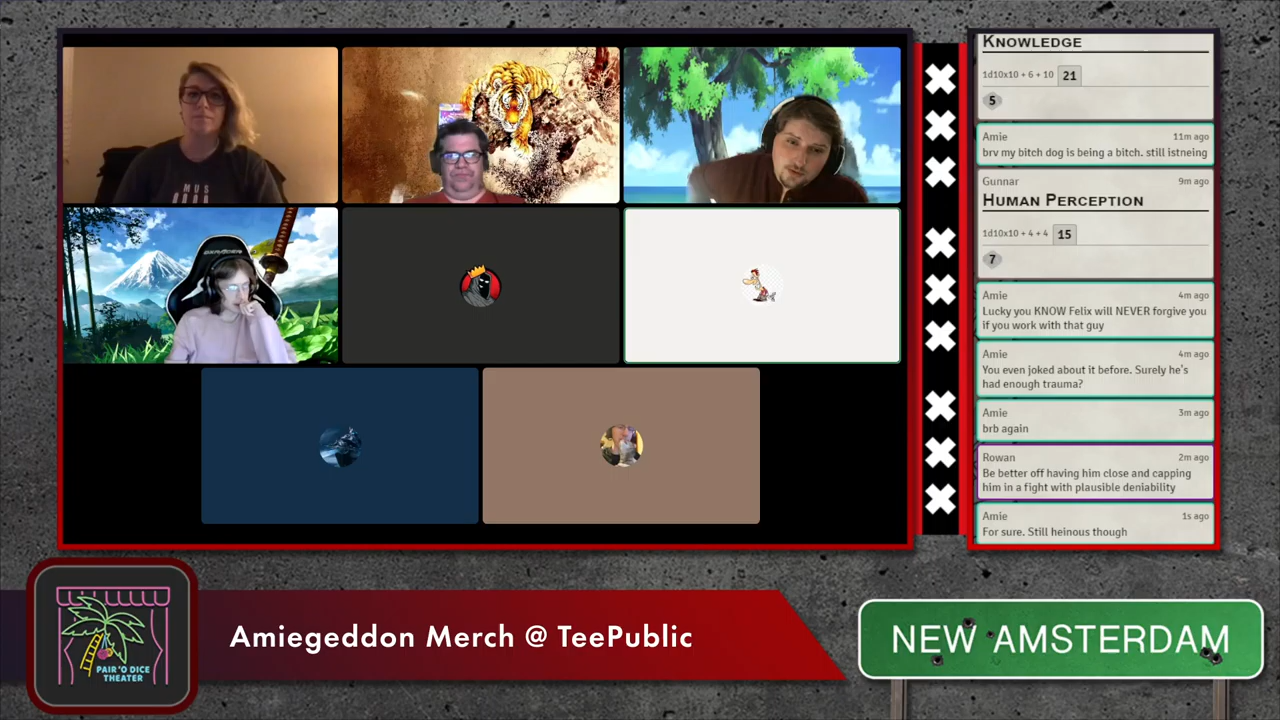 MUS
KNOWLEDGE
1d10x10 + 6 + 10 21
5
Amie 11m ago
brv my bitch dog is being a bitch. still istneing
Gunnar 9m ago
HUMAN PERCEPTION
1d10x10 + 4 + 4 15
7
Amie 4m ago
Lucky you KNOW Felix will NEVER forgive you
if you work with that guy
Amie 4m ago
You even joked about it before. Surely he's
had enough trauma?
Amie 3m ago
brb again
Rowan 2m ago
Be better off having him close and capping
him in a fight with plausible deniability
Amie 1s ago
For sure. Still heinous though
PAIR 'O DICE
THEATER
Amiegeddon Merch @ TeePublic
NEW AMSTERDAM